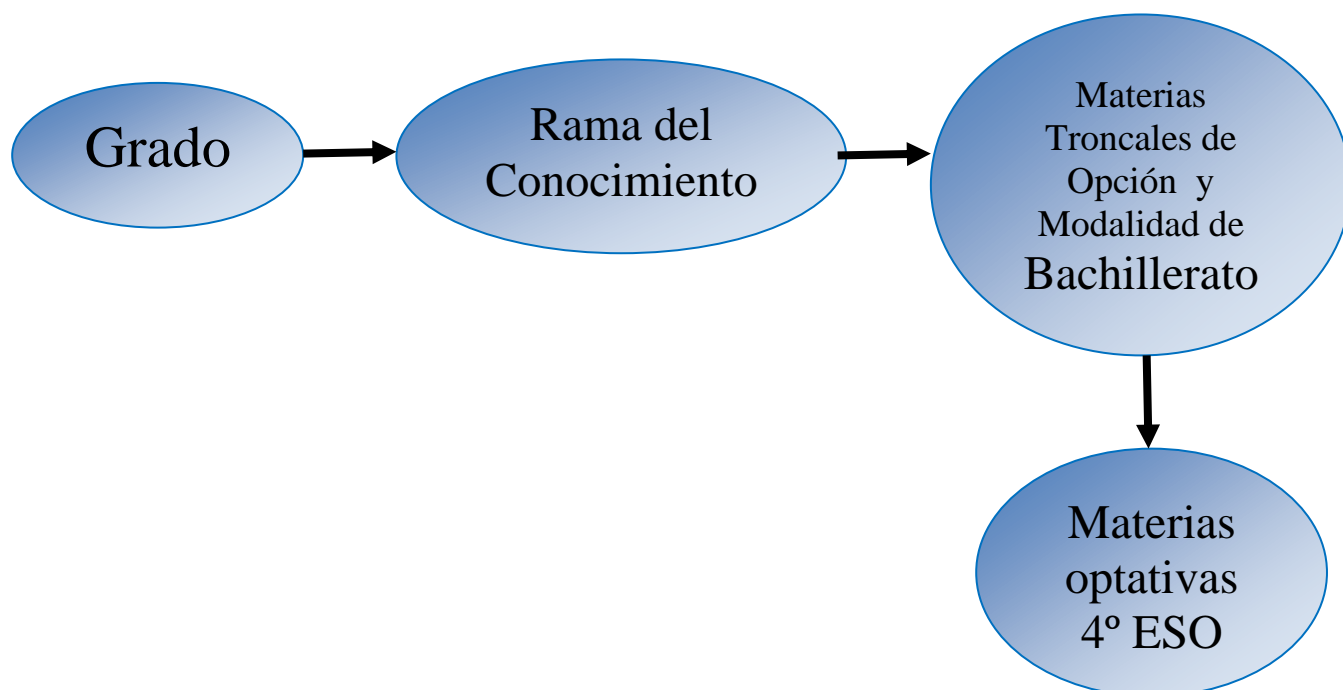 Grado
Rama del
Conocimiento
Materias
Troncales de
Opción y
Modalidad de
Bachillerato
Materias
optativas
4º ESO